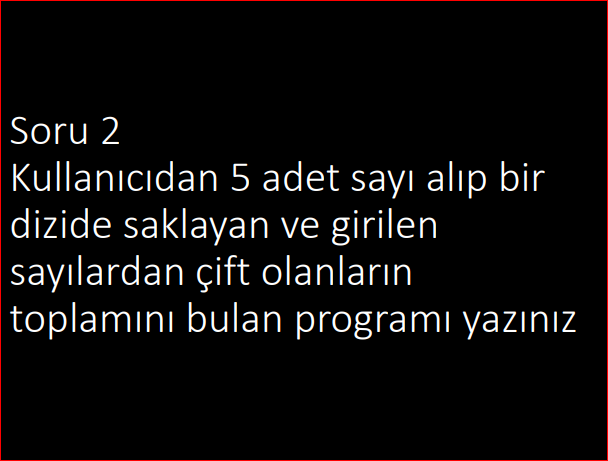 Soru 2
Kullanıcıdan 5 adet sayı alıp bir
dizide saklayan ve girilen
sayılardan çift olanların
toplamını bulan programı yazınız